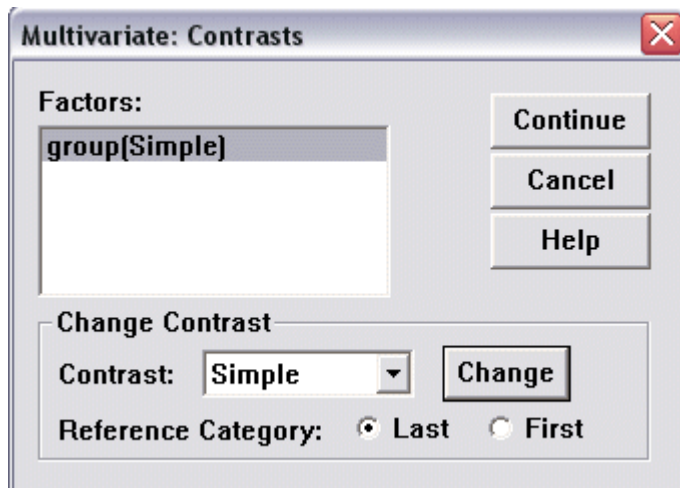 Multivariate: Contrasts
Factors:
group(Simple)
Continue
Cancel
Help
Change Contrast
Contrast: Simple Change
Reference Category: Last First